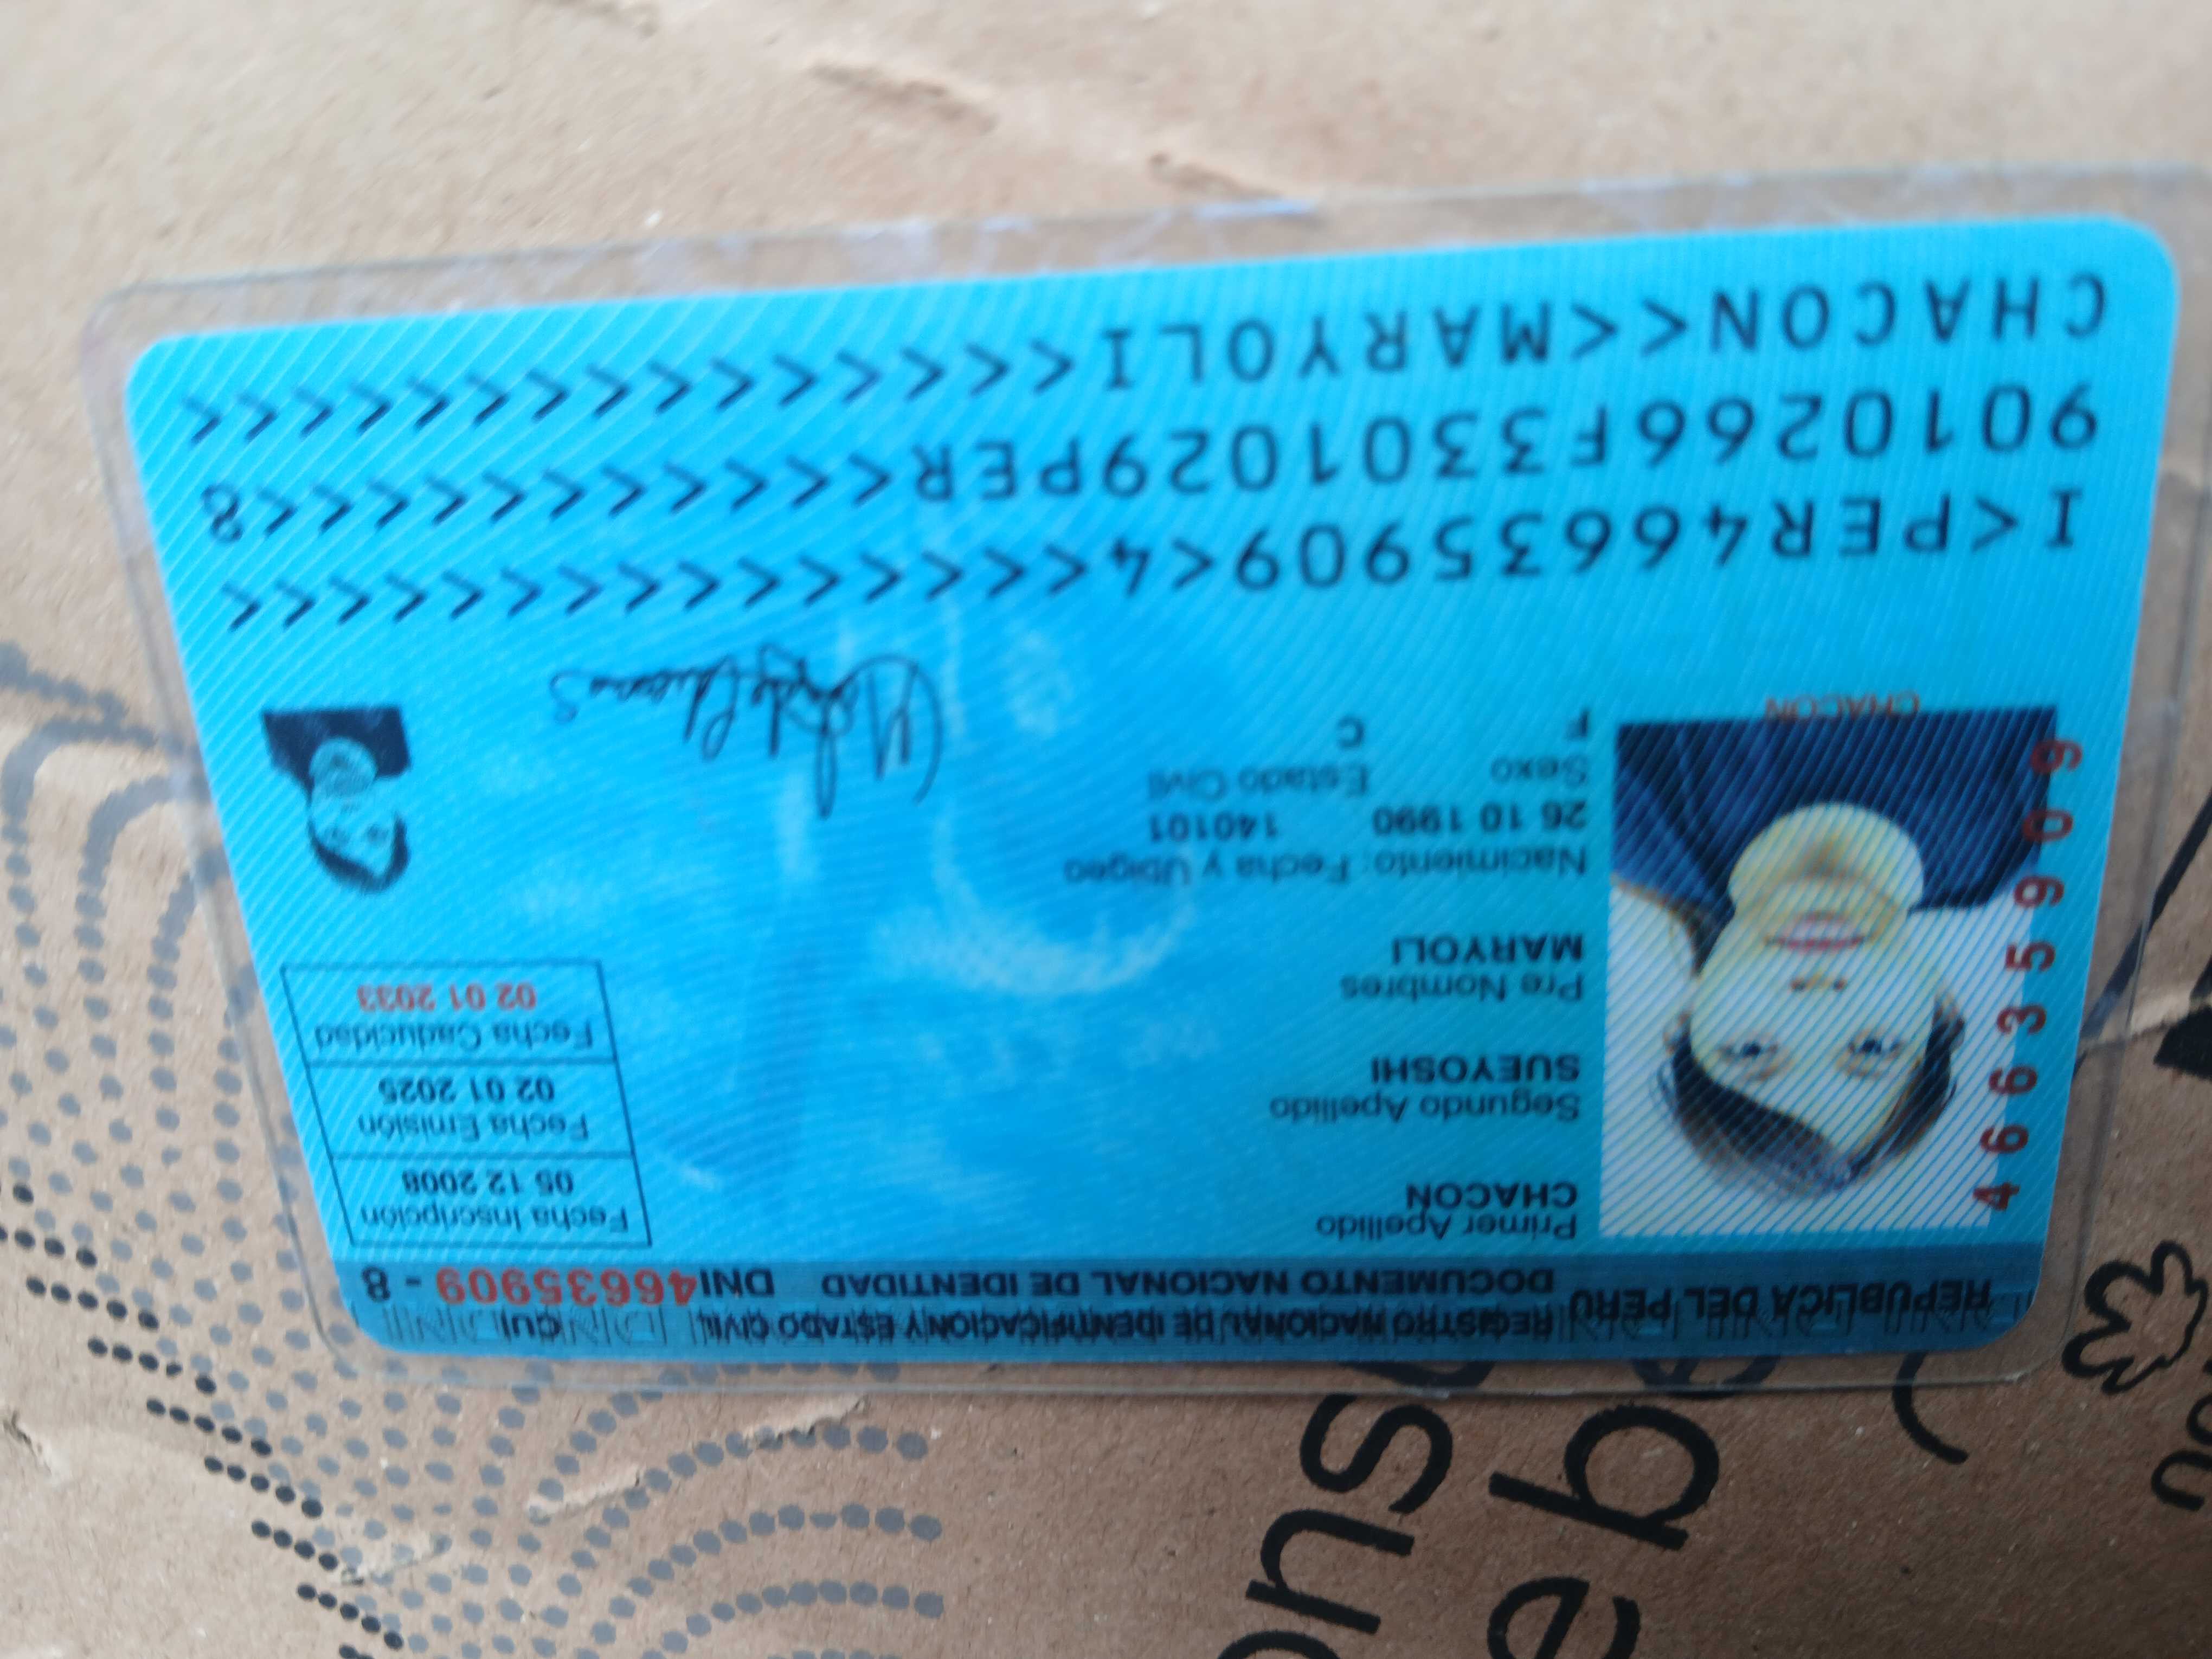 REPUBLICA DEL PERU
REGISTRO NACIONAL DE IDENTIFICACION Y ESTADO CIVIL
DOCUMENTO NACIONAL DE IDENTIDAD
CUI
DNI46635909 - 8
Primer Apellido
CHACON
Segundo Apellido
SUEYOSHI
Pre Nombres
MARYOLI
Nacimiento: Fecha y Ubigeo
26 10 1990 140101
Sexo Estado Civil
F C
Fecha Inscripción
05 12 2008
Fecha Emisión
02 01 2025
Fecha Caducidad
02 01 2033
46635909
CHACON
I<PER46635909<4<<<<<<<<<<<<<<<
9010266F3301029PER<<<<<<<<<<<8
CHACON<<MARYOLI<<<<<<<<<<<<<<<